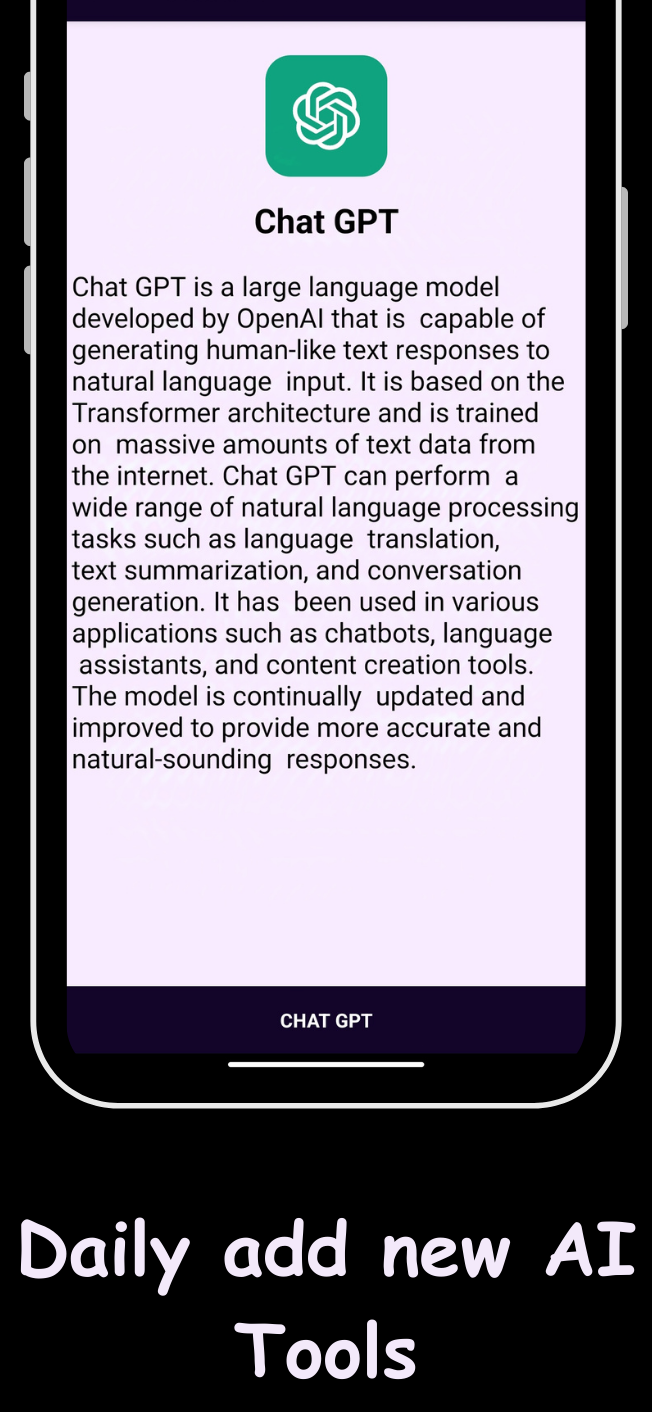 Chat GPT
Chat GPT is a large language model
developed by OpenAI that is  capable of
generating human-like text responses to
natural language  input. It is based on the
Transformer architecture and is trained
on  massive amounts of text data from
the internet. Chat GPT can perform  a
wide range of natural language processing
tasks such as language  translation,
text summarization, and conversation
generation. It has  been used in various
applications such as chatbots, language
 assistants, and content creation tools.
The model is continually  updated and
improved to provide more accurate and
natural-sounding  responses.
CHAT GPT
Daily add new AI
Tools